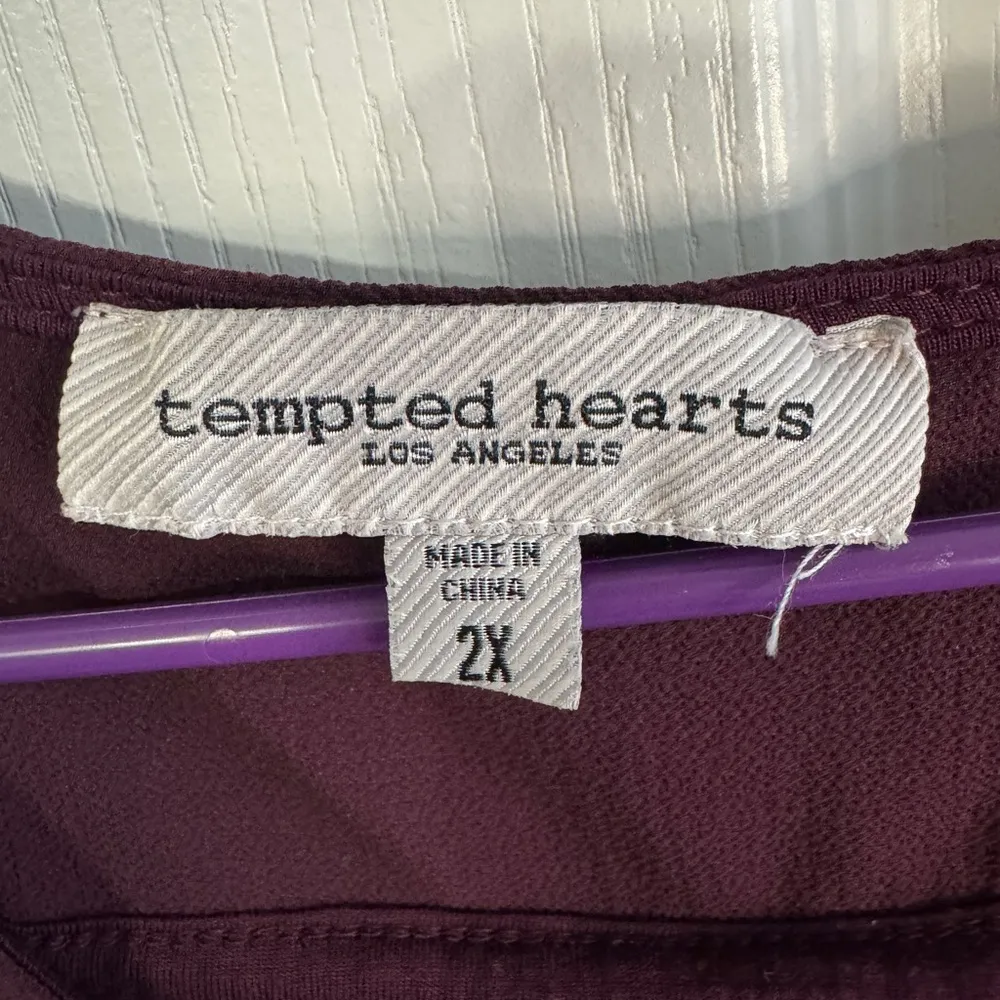 tempted hearts
LOS ANGELES
MADE IN
CHINA
2X